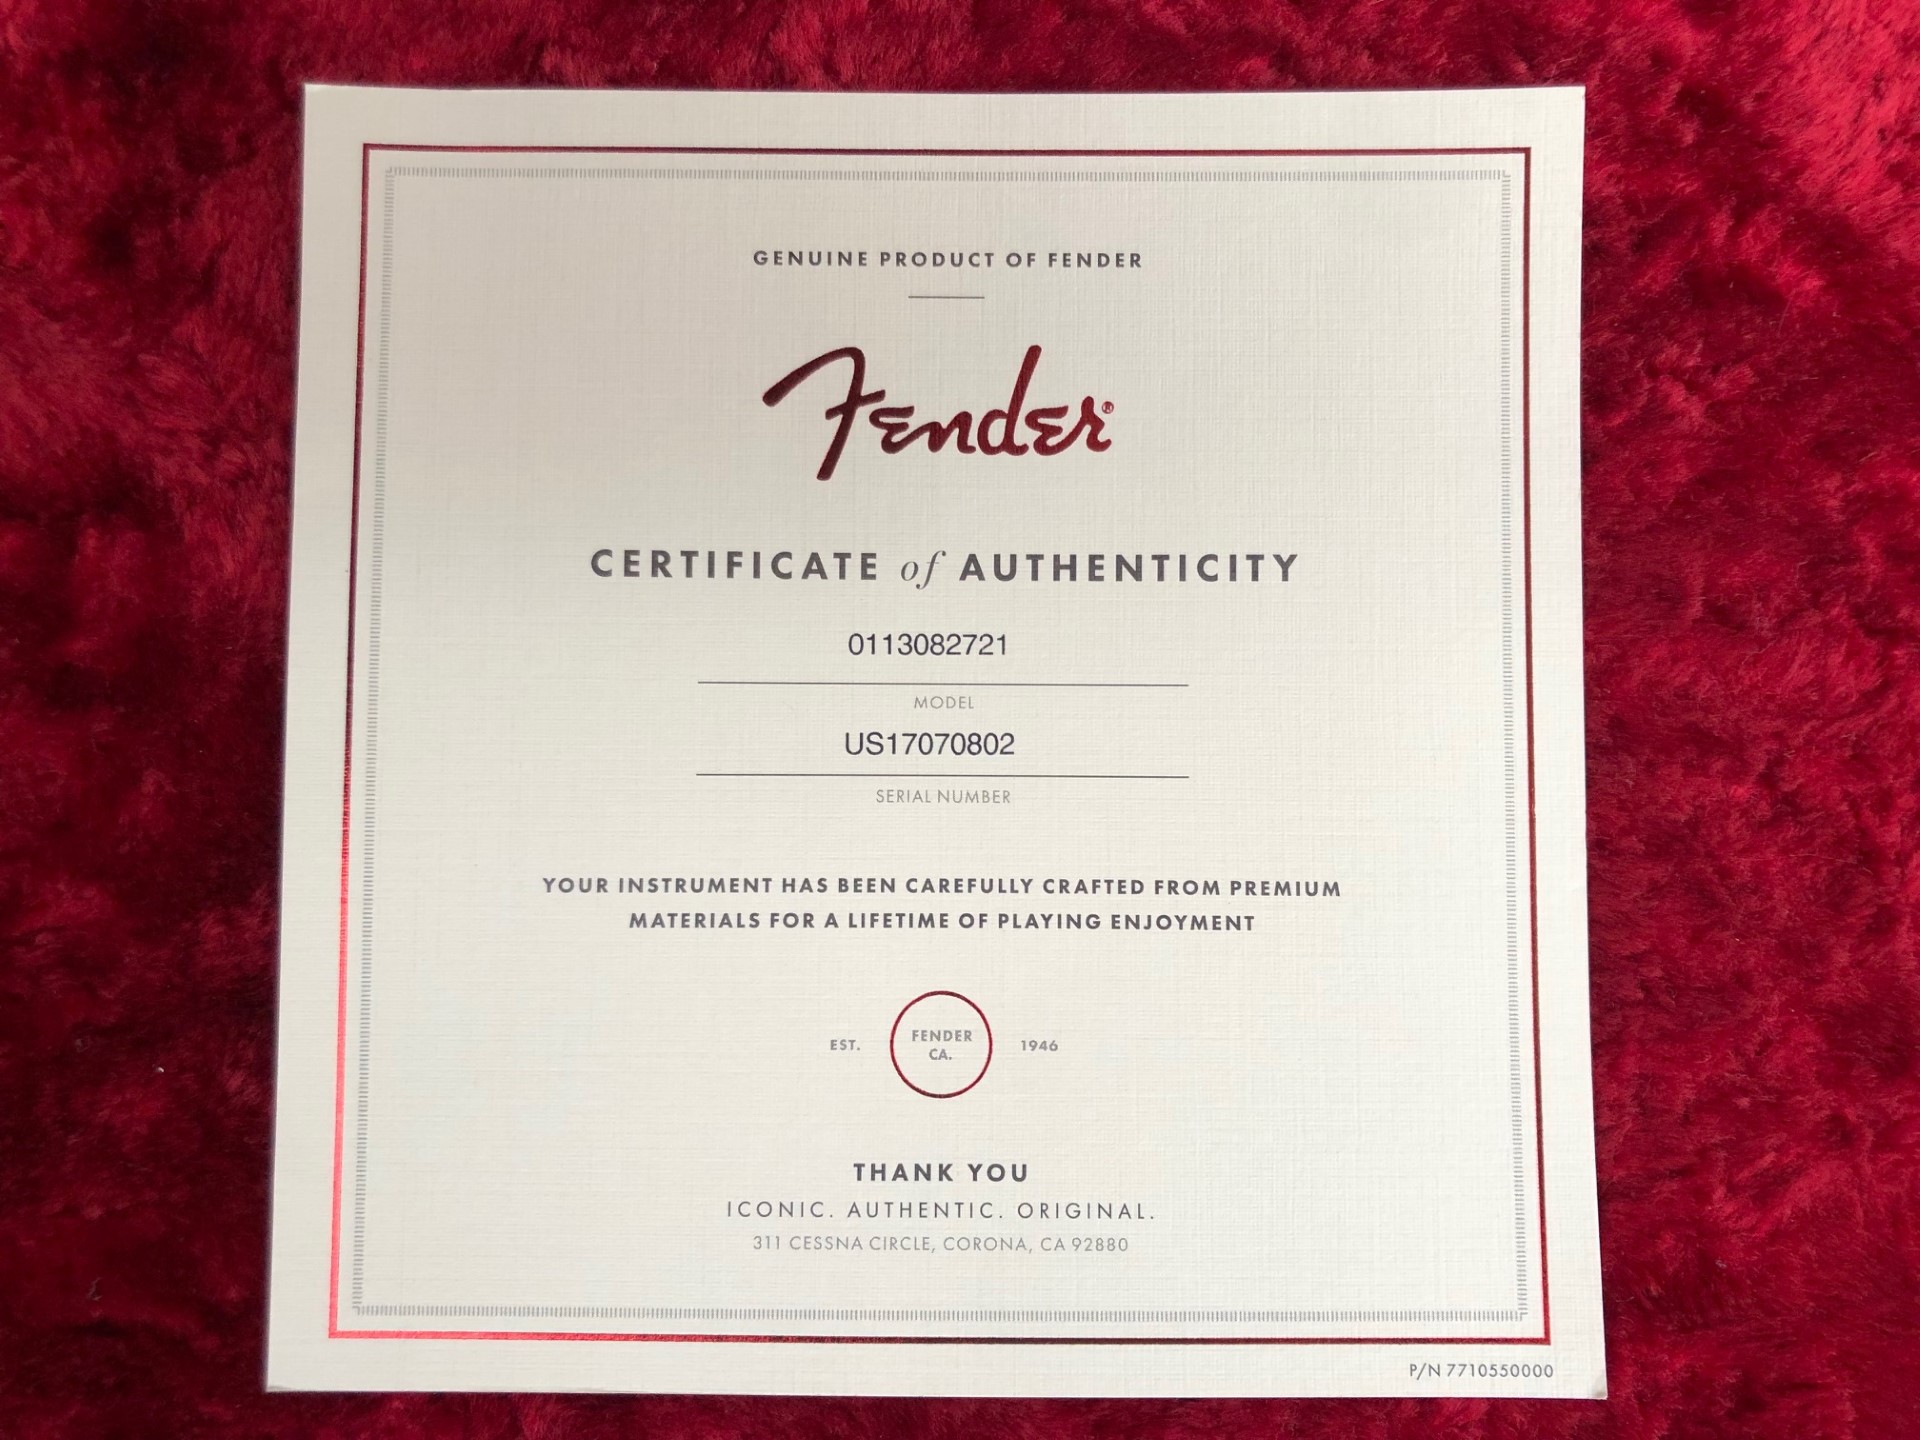 GENUINE PRODUCT OF FENDER
Fender®
CERTIFICATE of AUTHENTICITY
0113082721
MODEL
US17070802
SERIAL NUMBER
YOUR INSTRUMENT HAS BEEN CAREFULLY CRAFTED FROM PREMIUM
MATERIALS FOR A LIFETIME OF PLAYING ENJOYMENT
EST. FENDER CA. 1946
THANK YOU
ICONIC. AUTHENTIC. ORIGINAL.
311 CESSNA CIRCLE, CORONA, CA 92880
P/N 7710550000